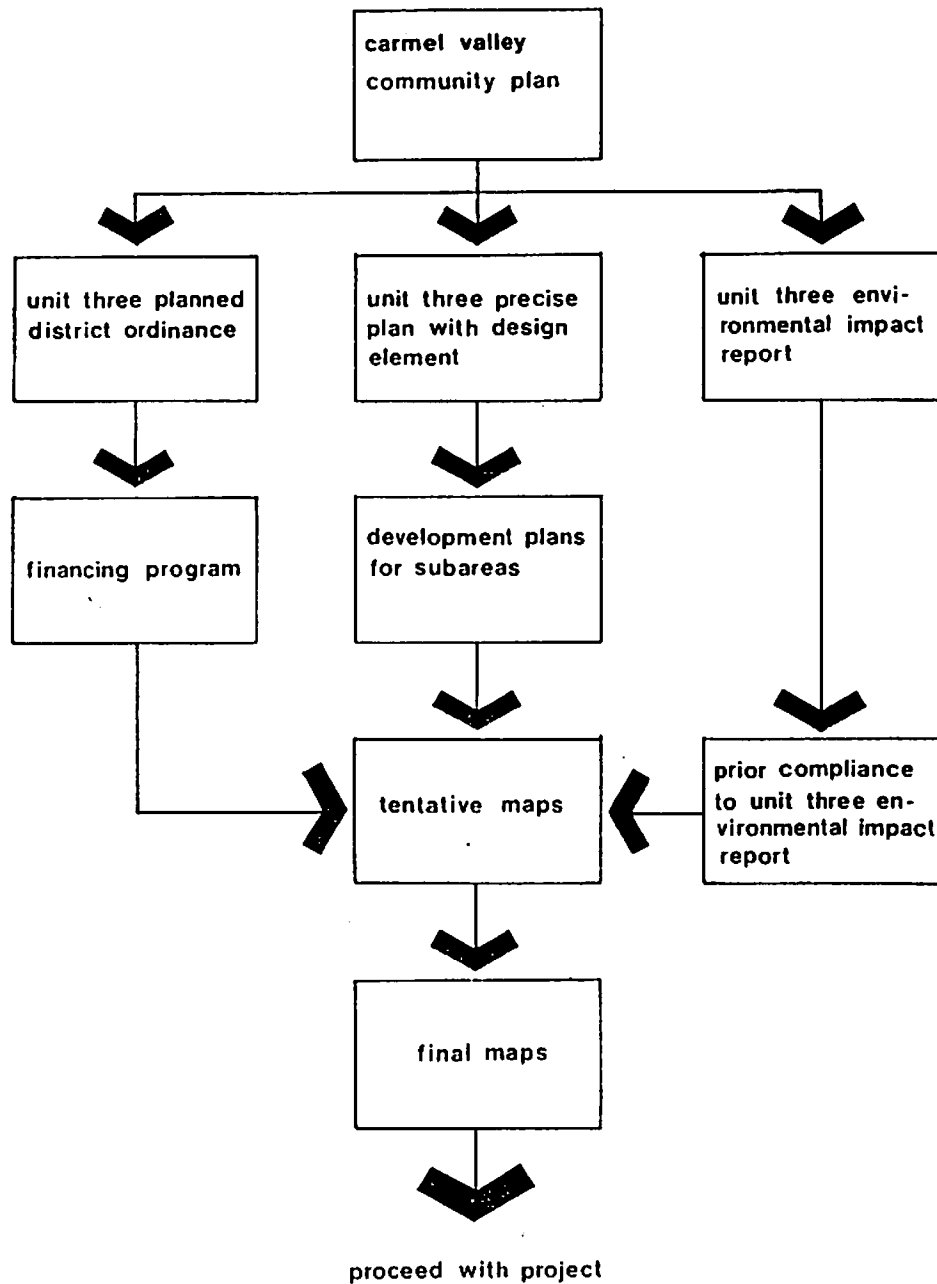 carmel valley
community plan
unit three planned
district ordinance
unit three precise
plan with design
element
unit three envi-
ronmental impact
report
financing program
development plans
for subareas
tentative maps
prior compliance
to unit three en-
vironmental impact
report
final maps
proceed with project